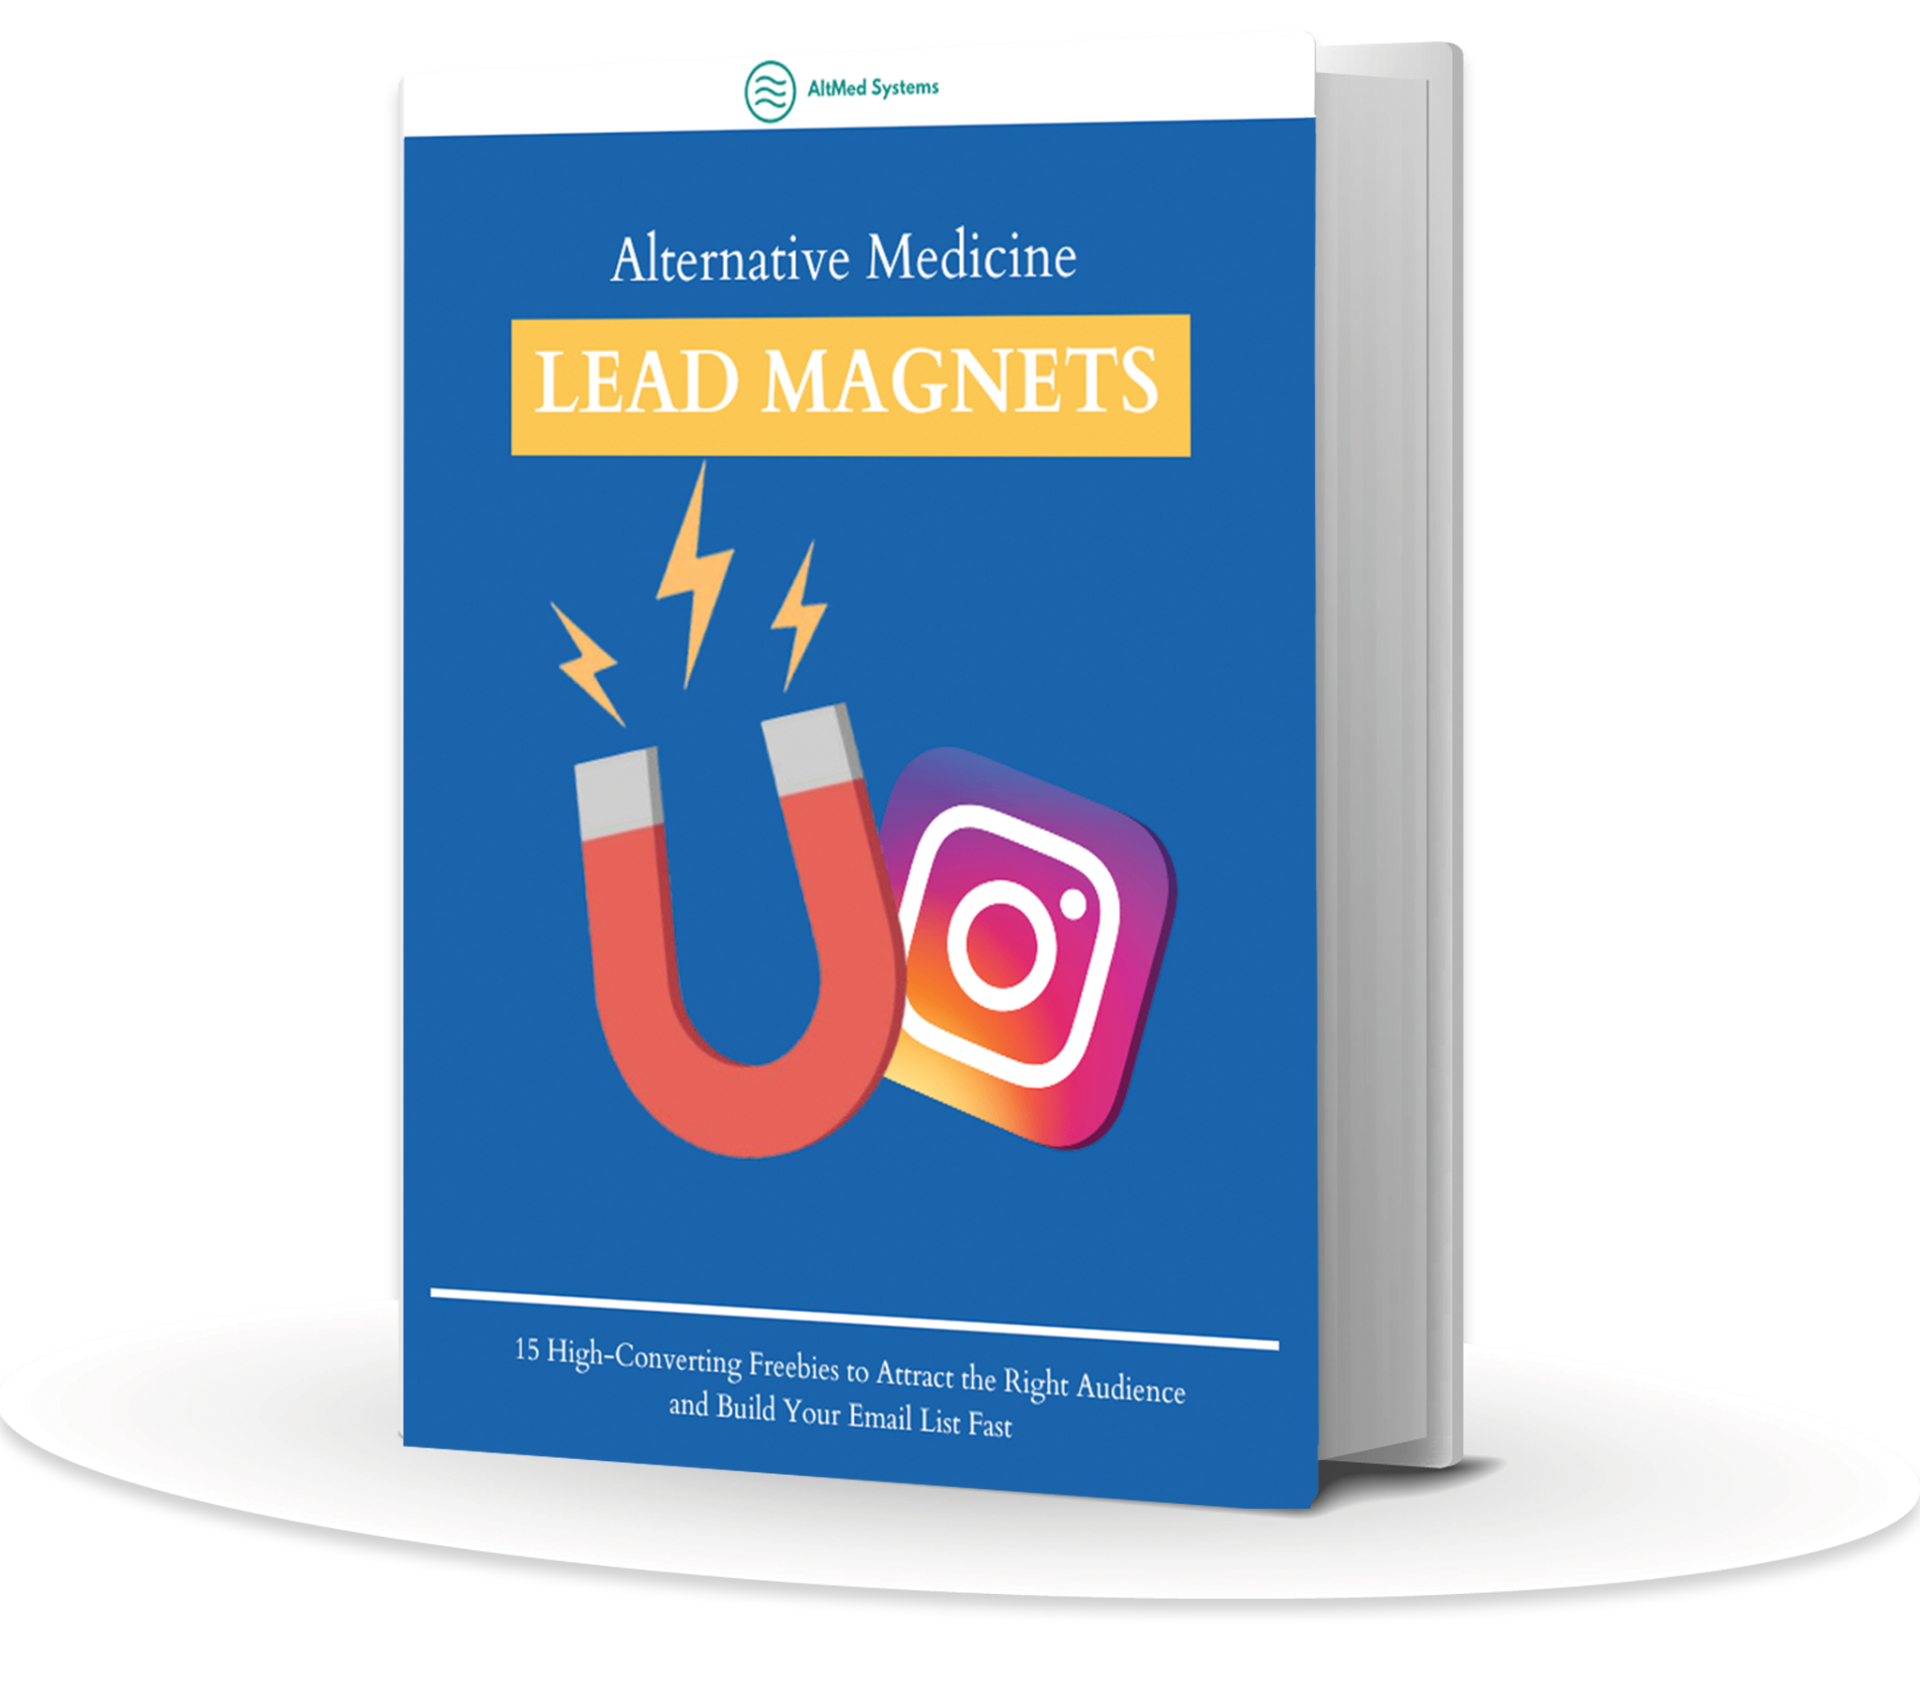 AltMed Systems
Alternative Medicine
LEAD MAGNETS
15 High-Converting Freebies to Attract the Right Audience
and Build Your Email List Fast